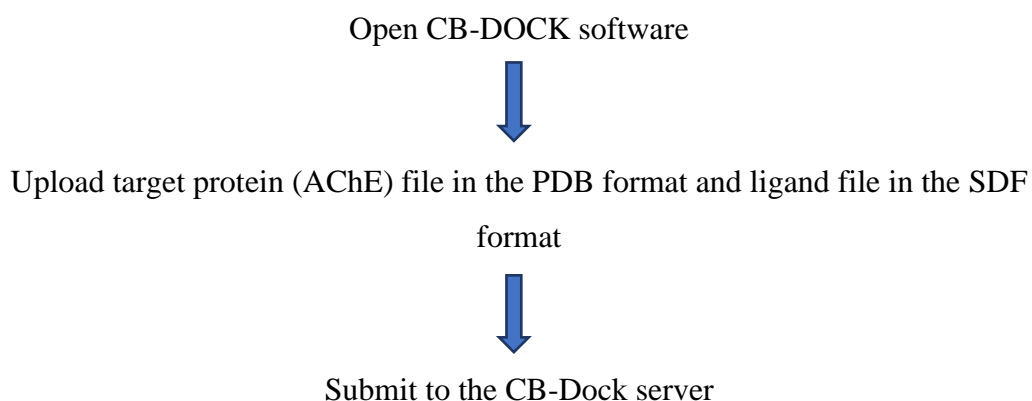 Open CB-DOCK software
Upload target protein (AChE) file in the PDB format and ligand file in the SDF
format
Submit to the CB-Dock server